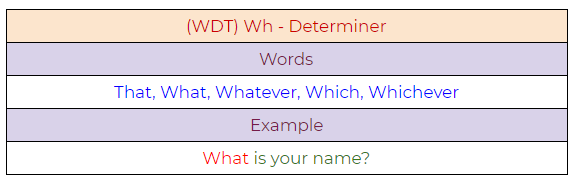 (WDT) Wh - Determiner
Words
That, What, Whatever, Which, Whichever
Example
What is your name?